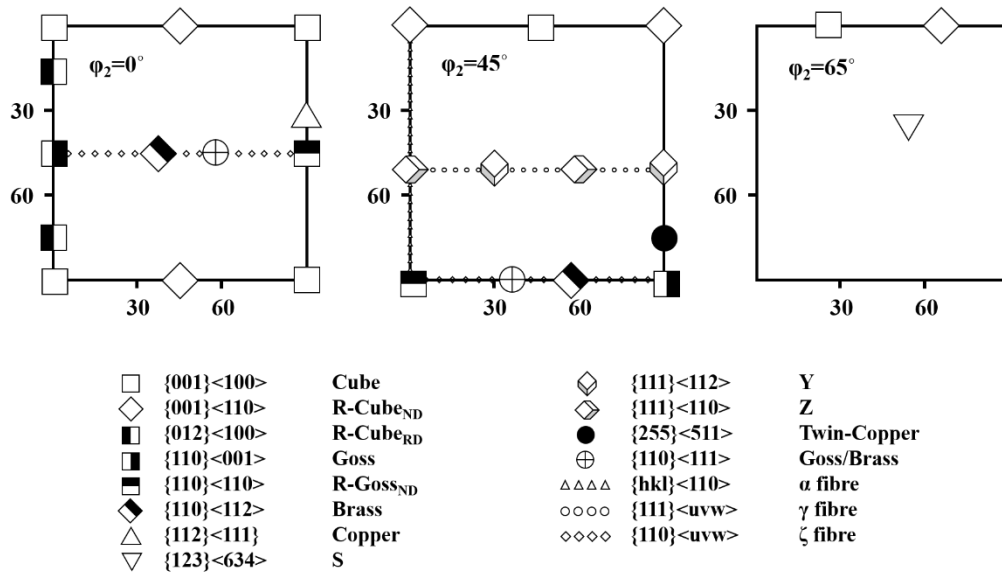 φ₂=0°
30
60
30
60
φ₂=45°
30
60
30
60
φ₂=65°
30
60
30
60
{001}<100> Cube
{001}<110> R-Cube_ND
{012}<100> R-Cube_RD
{110}<001> Goss
{110}<110> R-Goss_ND
{110}<112> Brass
{112}<111} Copper
{123}<634> S
{111}<112> Y
{111}<110> Z
{255}<511> Twin-Copper
{110}<111> Goss/Brass
{hkl}<110> α fibre
{111}<uvw> γ fibre
{110}<uvw> ζ fibre